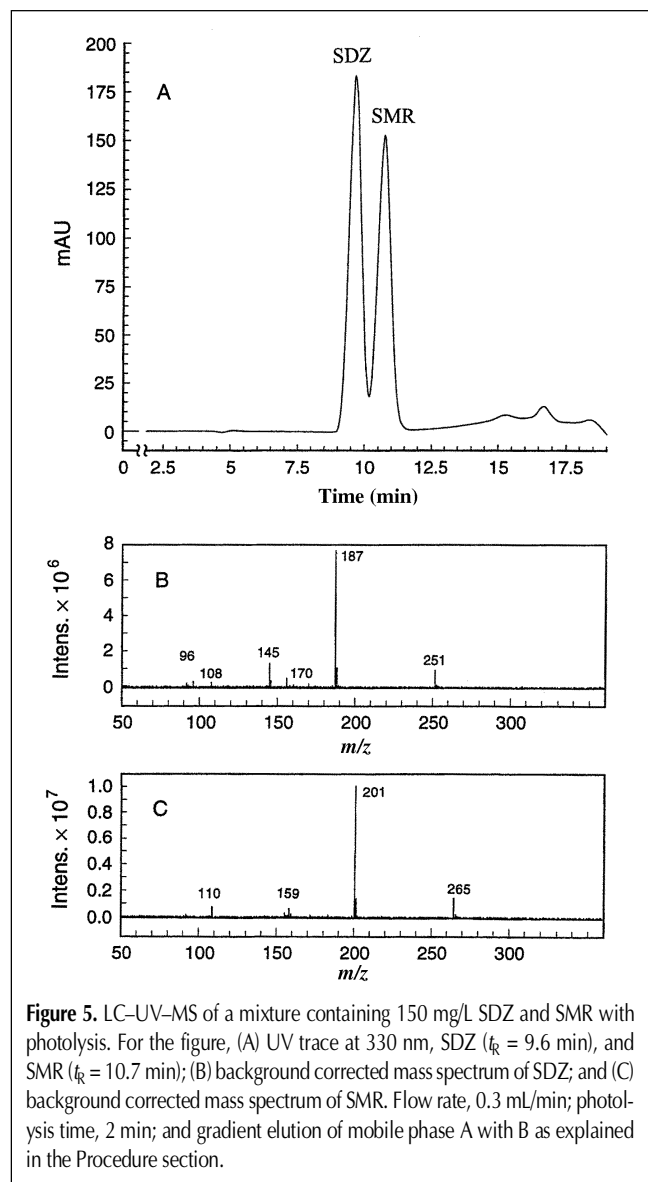 200
SDZ
A
175
SMR
150
125
mAU
100
75
50
25
0
0 2.5 5 7.5 10 12.5 15 17.5
Time (min)
8
B
187
6
Intens. × 10⁶
4
2
96
108
145
170
251
0
50 100 150 200 250 300
m/z
1.0
C
201
0.8
Intens. × 10⁷
0.6
0.4
0.2
110
159
265
0.0
50 100 150 200 250 300
m/z
Figure 5. LC–UV–MS of a mixture containing 150 mg/L SDZ and SMR with
photolysis. For the figure, (A) UV trace at 330 nm, SDZ (tR = 9.6 min), and
SMR (tR = 10.7 min); (B) background corrected mass spectrum of SDZ; and (C)
background corrected mass spectrum of SMR. Flow rate, 0.3 mL/min; photol-
ysis time, 2 min; and gradient elution of mobile phase A with B as explained
in the Procedure section.